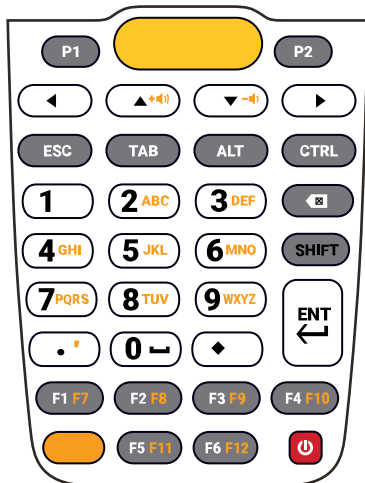 P1 P2
+ -
ESC TAB ALT CTRL
1 2 ABC 3 DEF
4 GHI 5 JKL 6 MNO SHIFT
7 PQRS 8 TUV 9 WXYZ
ENT
. ' 0
F1 F7 F2 F8 F3 F9 F4 F10
F5 F11 F6 F12